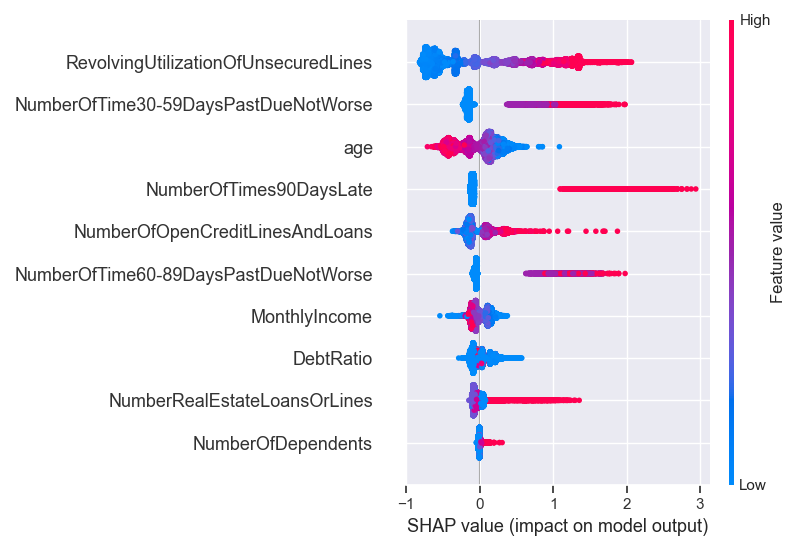 High
RevolvingUtilizationOfUnsecuredLines
NumberOfTime30-59DaysPastDueNotWorse
age
NumberOfTimes90DaysLate
NumberOfOpenCreditLinesAndLoans
NumberOfTime60-89DaysPastDueNotWorse
MonthlyIncome
DebtRatio
NumberRealEstateLoansOrLines
NumberOfDependents
Feature value
Low
−1 0 1 2 3
SHAP value (impact on model output)